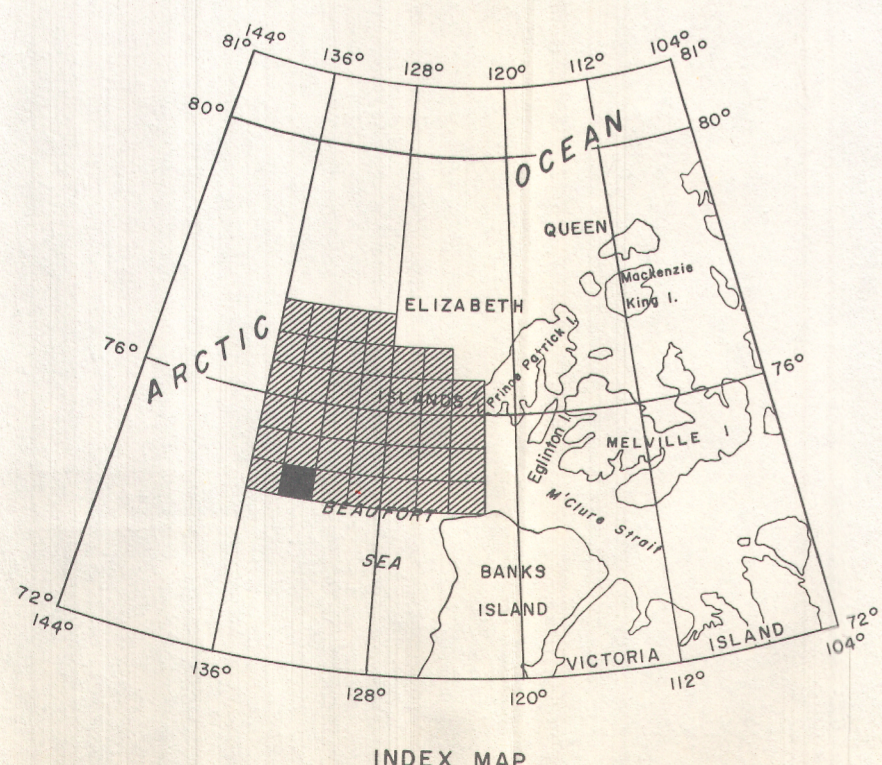 144° 136° 128° 120° 112° 104°
81° 81°
80° 80°
ARCTIC
OCEAN
QUEEN
ELIZABETH
ISLANDS
Mackenzie
King I.
Prince Patrick I.
76° 76°
Eglinton I.
MELVILLE I
M'Clure Strait
BEAUFORT
SEA
BANKS
ISLAND
VICTORIA
ISLAND
72° 72°
144° 136° 128° 120° 112° 104°
INDEX MAP